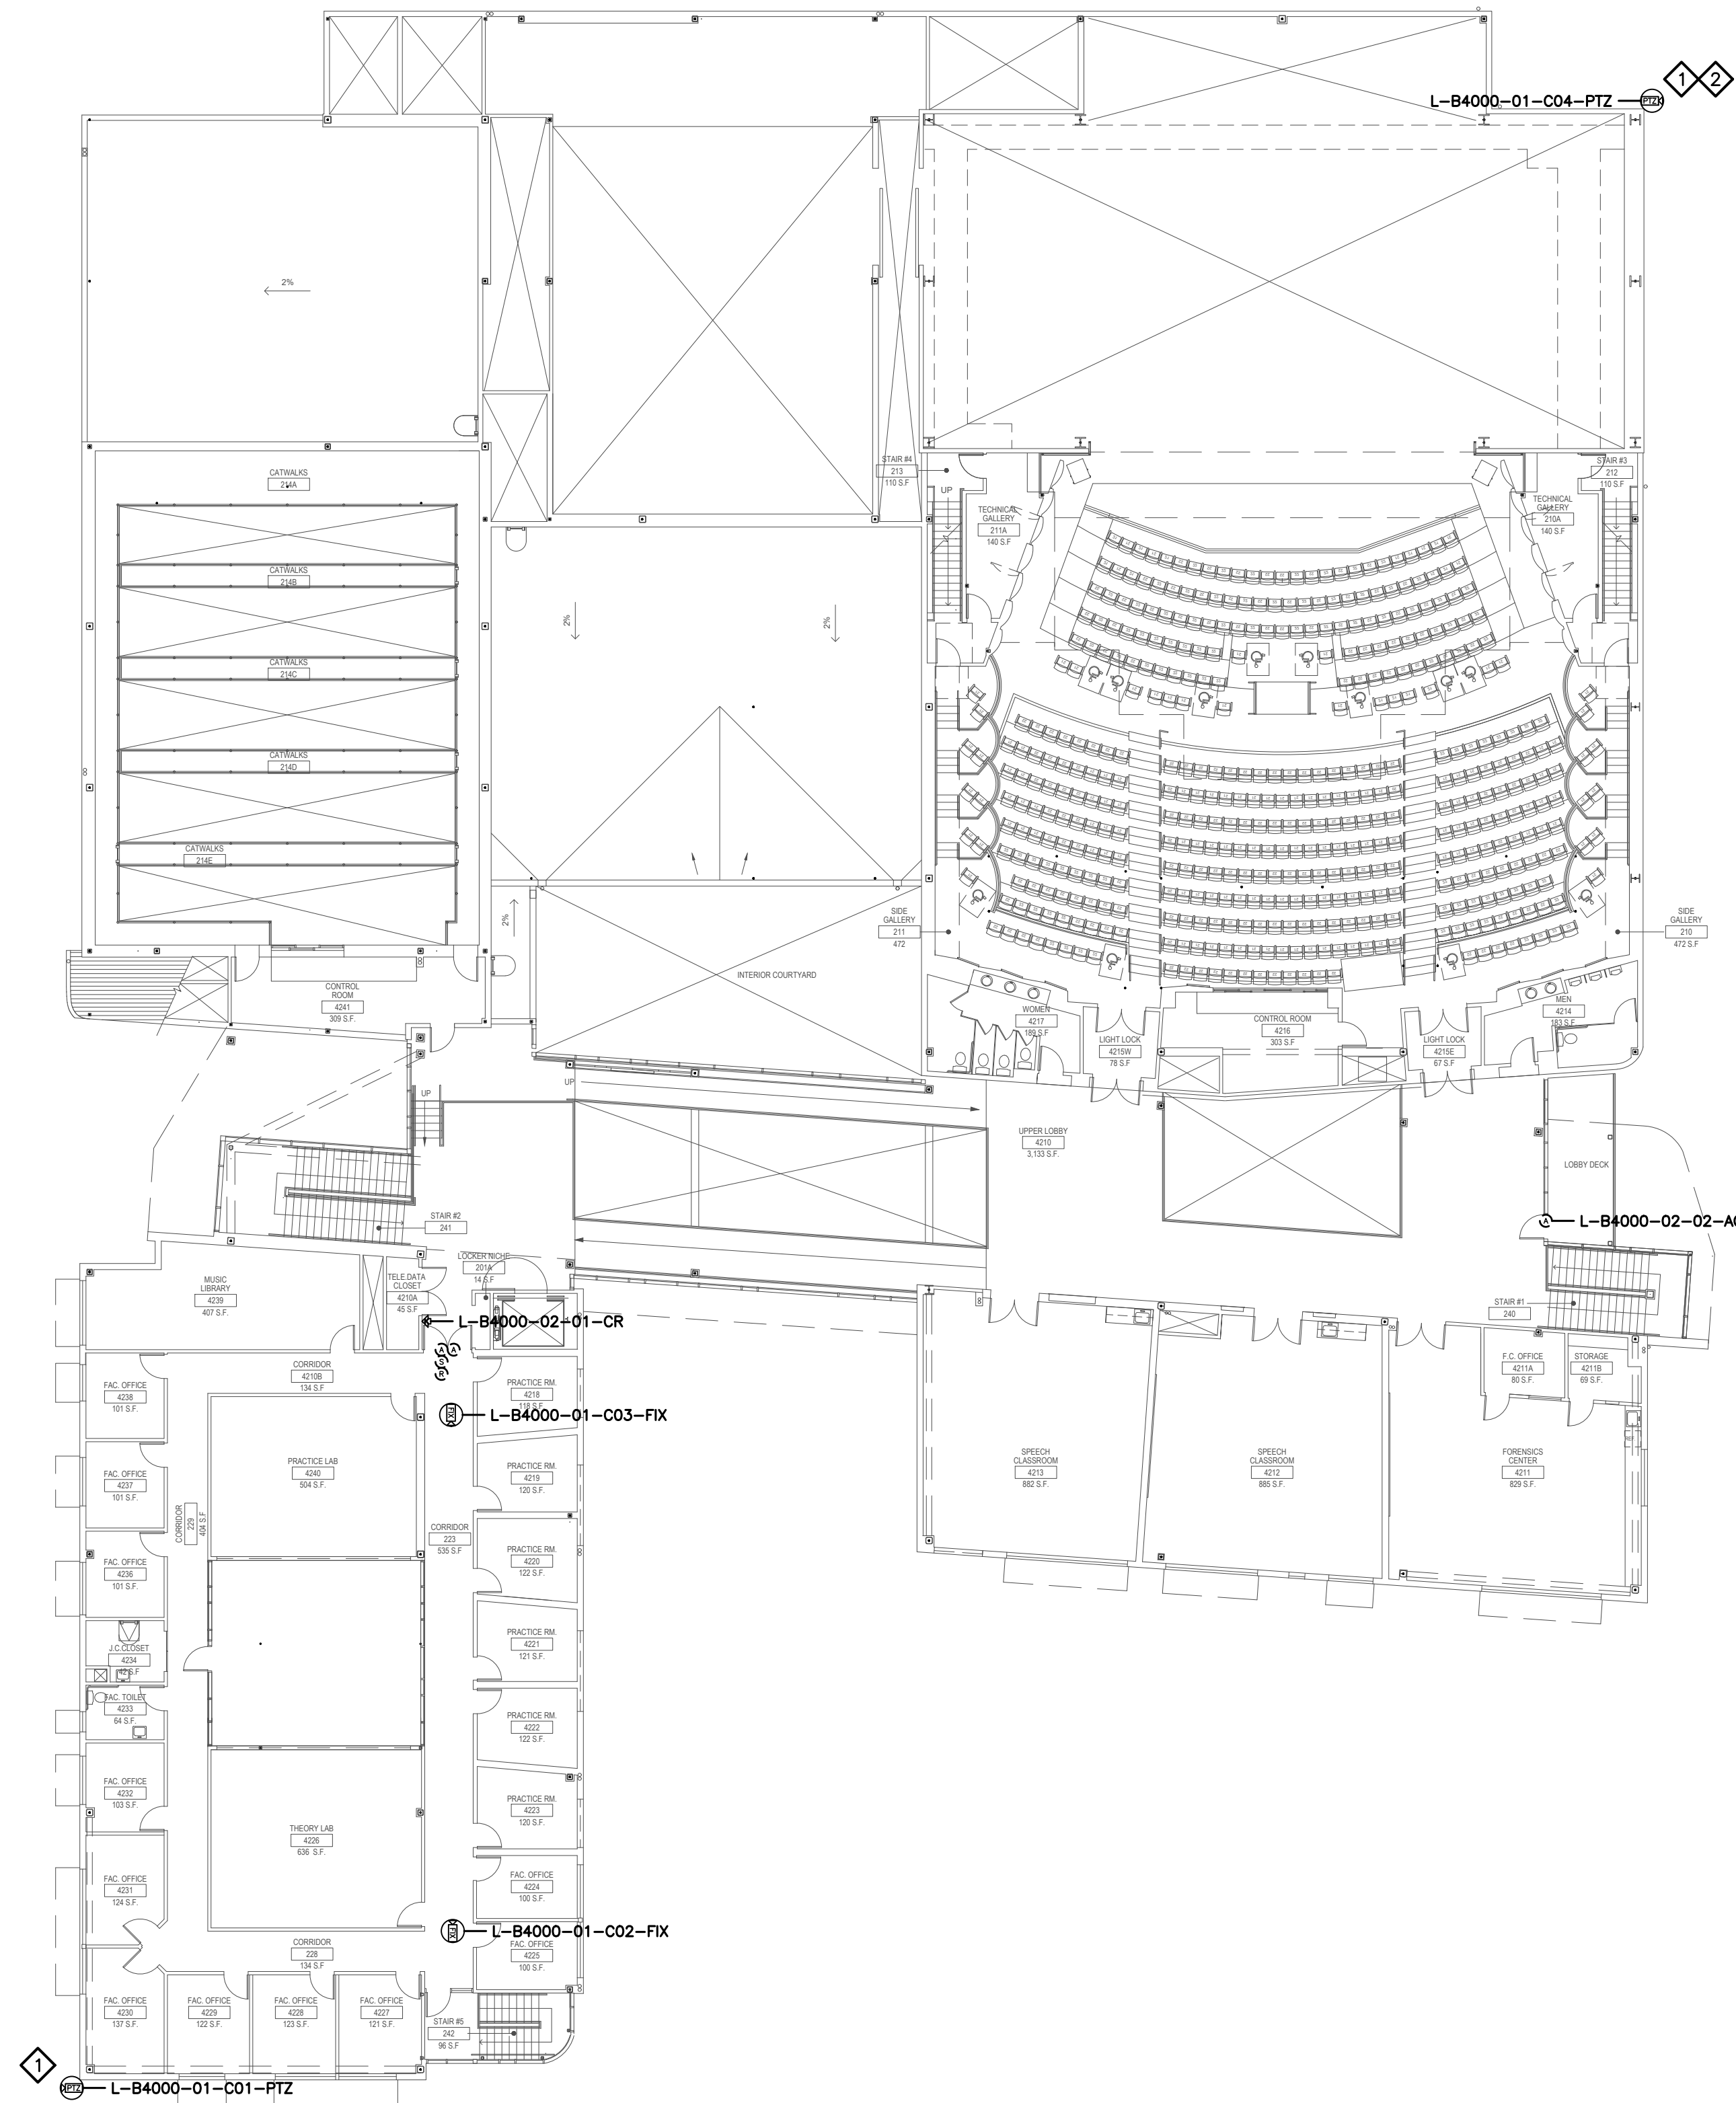 1
2
L-B4000-01-C04-PTZ
PTZ
2%
CATWALKS
214A
STAIR #4
213
110 S.F
UP
TECHNICAL
GALLERY
211A
140 S.F
STAIR #3
212
110 S.F
TECHNICAL
GALLERY
210A
140 S.F
CATWALKS
214B
2%
2%
CATWALKS
214C
CATWALKS
214D
CATWALKS
214E
2%
SIDE
GALLERY
211
472
SIDE
GALLERY
210
472 S.F
INTERIOR COURTYARD
CONTROL
ROOM
4241
309 S.F.
WOMEN
4217
189 S.F
LIGHT LOCK
4215W
78 S.F
CONTROL ROOM
4216
303 S.F
LIGHT LOCK
4215E
67 S.F
MEN
4214
183 S.F
UP
UP
UPPER LOBBY
4210
3,133 S.F.
LOBBY DECK
STAIR #2
241
A
L-B4000-02-02-A
LOCKER NICHE
201A
14 S.F
MUSIC
LIBRARY
4239
407 S.F.
TELE.DATA
CLOSET
4210A
45 S.F
L-B4000-02-01-CR
STAIR #1
240
A
A
S
R
CORRIDOR
4210B
134 S.F
FAC. OFFICE
4238
101 S.F.
PRACTICE RM.
4218
118 S.F
FIX
L-B4000-01-C03-FIX
F.C. OFFICE
4211A
80 S.F.
STORAGE
4211B
69 S.F.
REF
FAC. OFFICE
4237
101 S.F.
PRACTICE LAB
4240
504 S.F
PRACTICE RM.
4219
120 S.F.
SPEECH
CLASSROOM
4213
882 S.F.
SPEECH
CLASSROOM
4212
885 S.F.
FORENSICS
CENTER
4211
829 S.F.
CORRIDOR
229
404 S.F
CORRIDOR
223
535 S.F
FAC. OFFICE
4236
101 S.F.
PRACTICE RM.
4220
122 S.F.
J.C.CLOSET
4234
42 S.F
PRACTICE RM.
4221
121 S.F.
FAC. TOILET
4233
64 S.F.
PRACTICE RM.
4222
122 S.F.
FAC. OFFICE
4232
103 S.F.
PRACTICE RM.
4223
120 S.F.
THEORY LAB
4226
636 S.F.
FAC. OFFICE
4231
124 S.F.
FAC. OFFICE
4224
100 S.F.
FIX
L-B4000-01-C02-FIX
CORRIDOR
228
134 S.F
FAC. OFFICE
4225
100 S.F.
FAC. OFFICE
4230
137 S.F.
FAC. OFFICE
4229
122 S.F.
FAC. OFFICE
4228
123 S.F.
FAC. OFFICE
4227
121 S.F.
STAIR #5
242
96 S.F
1
PTZ
L-B4000-01-C01-PTZ